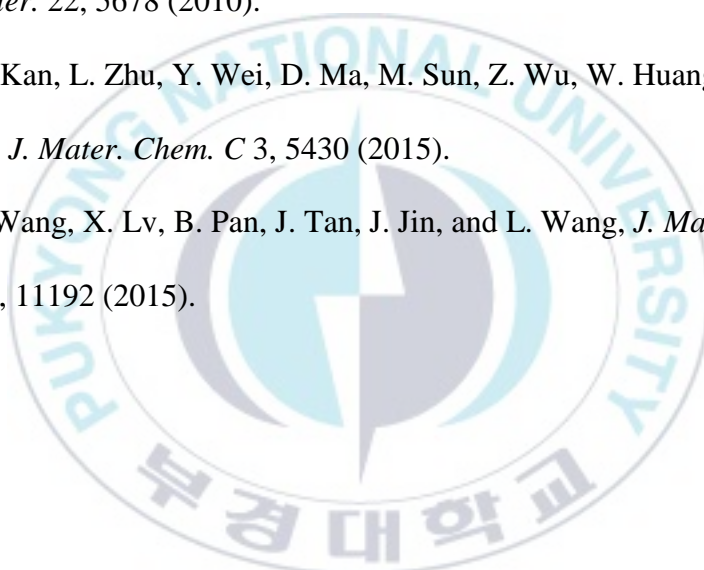 er. 22, 5678 (2010).
Kan, L. Zhu, Y. Wei, D. Ma, M. Sun, Z. Wu, W. Huang
J. Mater. Chem. C 3, 5430 (2015).
Wang, X. Lv, B. Pan, J. Tan, J. Jin, and L. Wang, J. Ma
, 11192 (2015).
PUKYONG NATIONAL UNIVERSITY
부경대학교